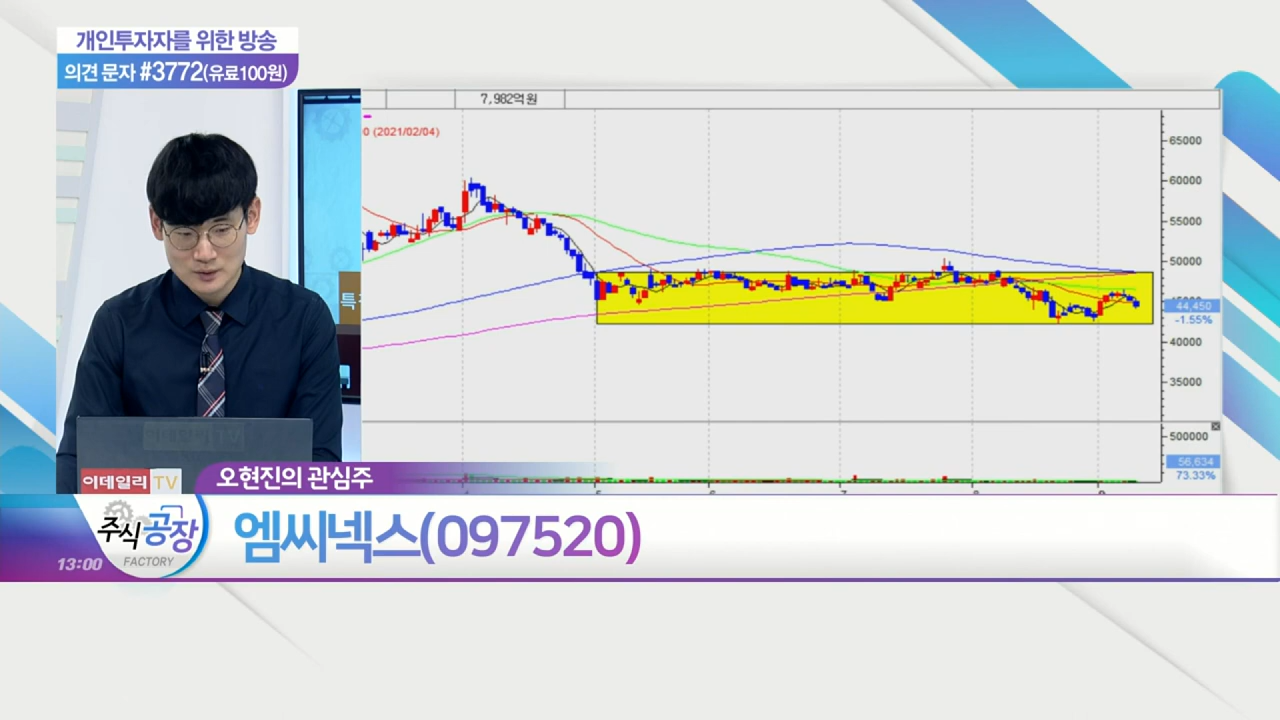 개인투자자를 위한 방송
의견 문자 #3772(유료100원)
7,982억원
0 (2021/02/04)
65000
60000
55000
50000
44,450
-1.55%
40000
35000
500000
56,634
73.33%
특
이데일리 TV
오현진의 관심주
주식공장
FACTORY
13:00
엠씨넥스(097520)